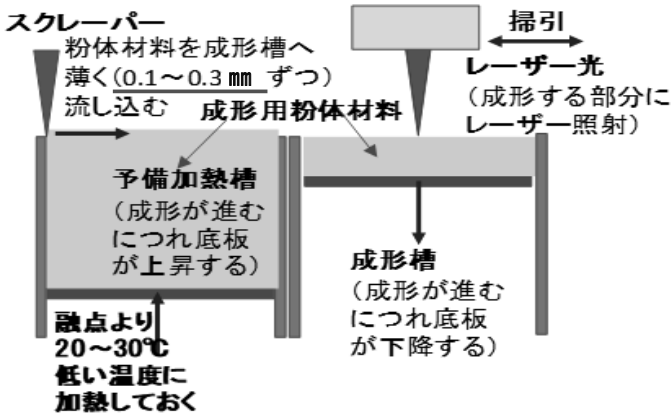 スクレーパー
粉体材料を成形槽へ
薄く(0.1～0.3 ㎜ ずつ)
流し込む
成形用粉体材料
掃引
レーザー光
(成形する部分に
レーザー照射)
予備加熱槽
(成形が進む
につれ底板
が上昇する)
成形槽
(成形が進む
につれ底板
が下降する)
融点より
20～30℃
低い温度に
加熱しておく